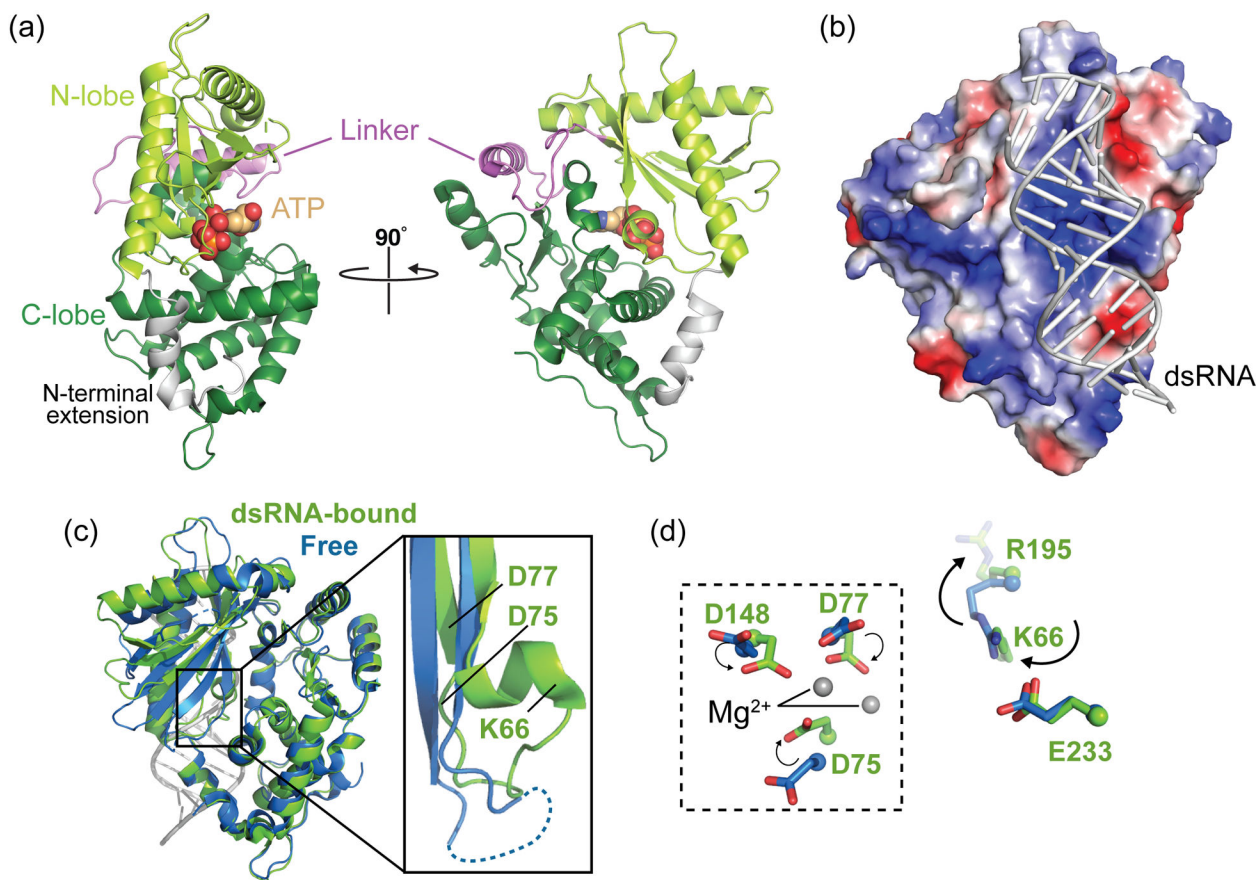 (a)
N-lobe
Linker
ATP
90°
C-lobe
N-terminal
extension
(b)
dsRNA
(c)
dsRNA-bound
Free
D77
D75
K66
(d)
D148
D77
Mg2+
D75
R195
K66
E233